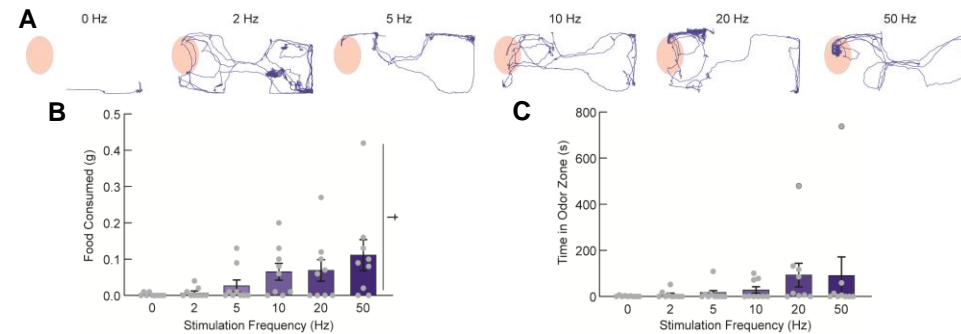 A
0 Hz 2 Hz 5 Hz 10 Hz 20 Hz 50 Hz
B
Food Consumed (g)
0.5
0.4
0.3
0.2
0.1
0.0
0 2 5 10 20 50
Stimulation Frequency (Hz)
C
Time in Odor Zone (s)
800
600
400
200
0
0 2 5 10 20 50
Stimulation Frequency (Hz)